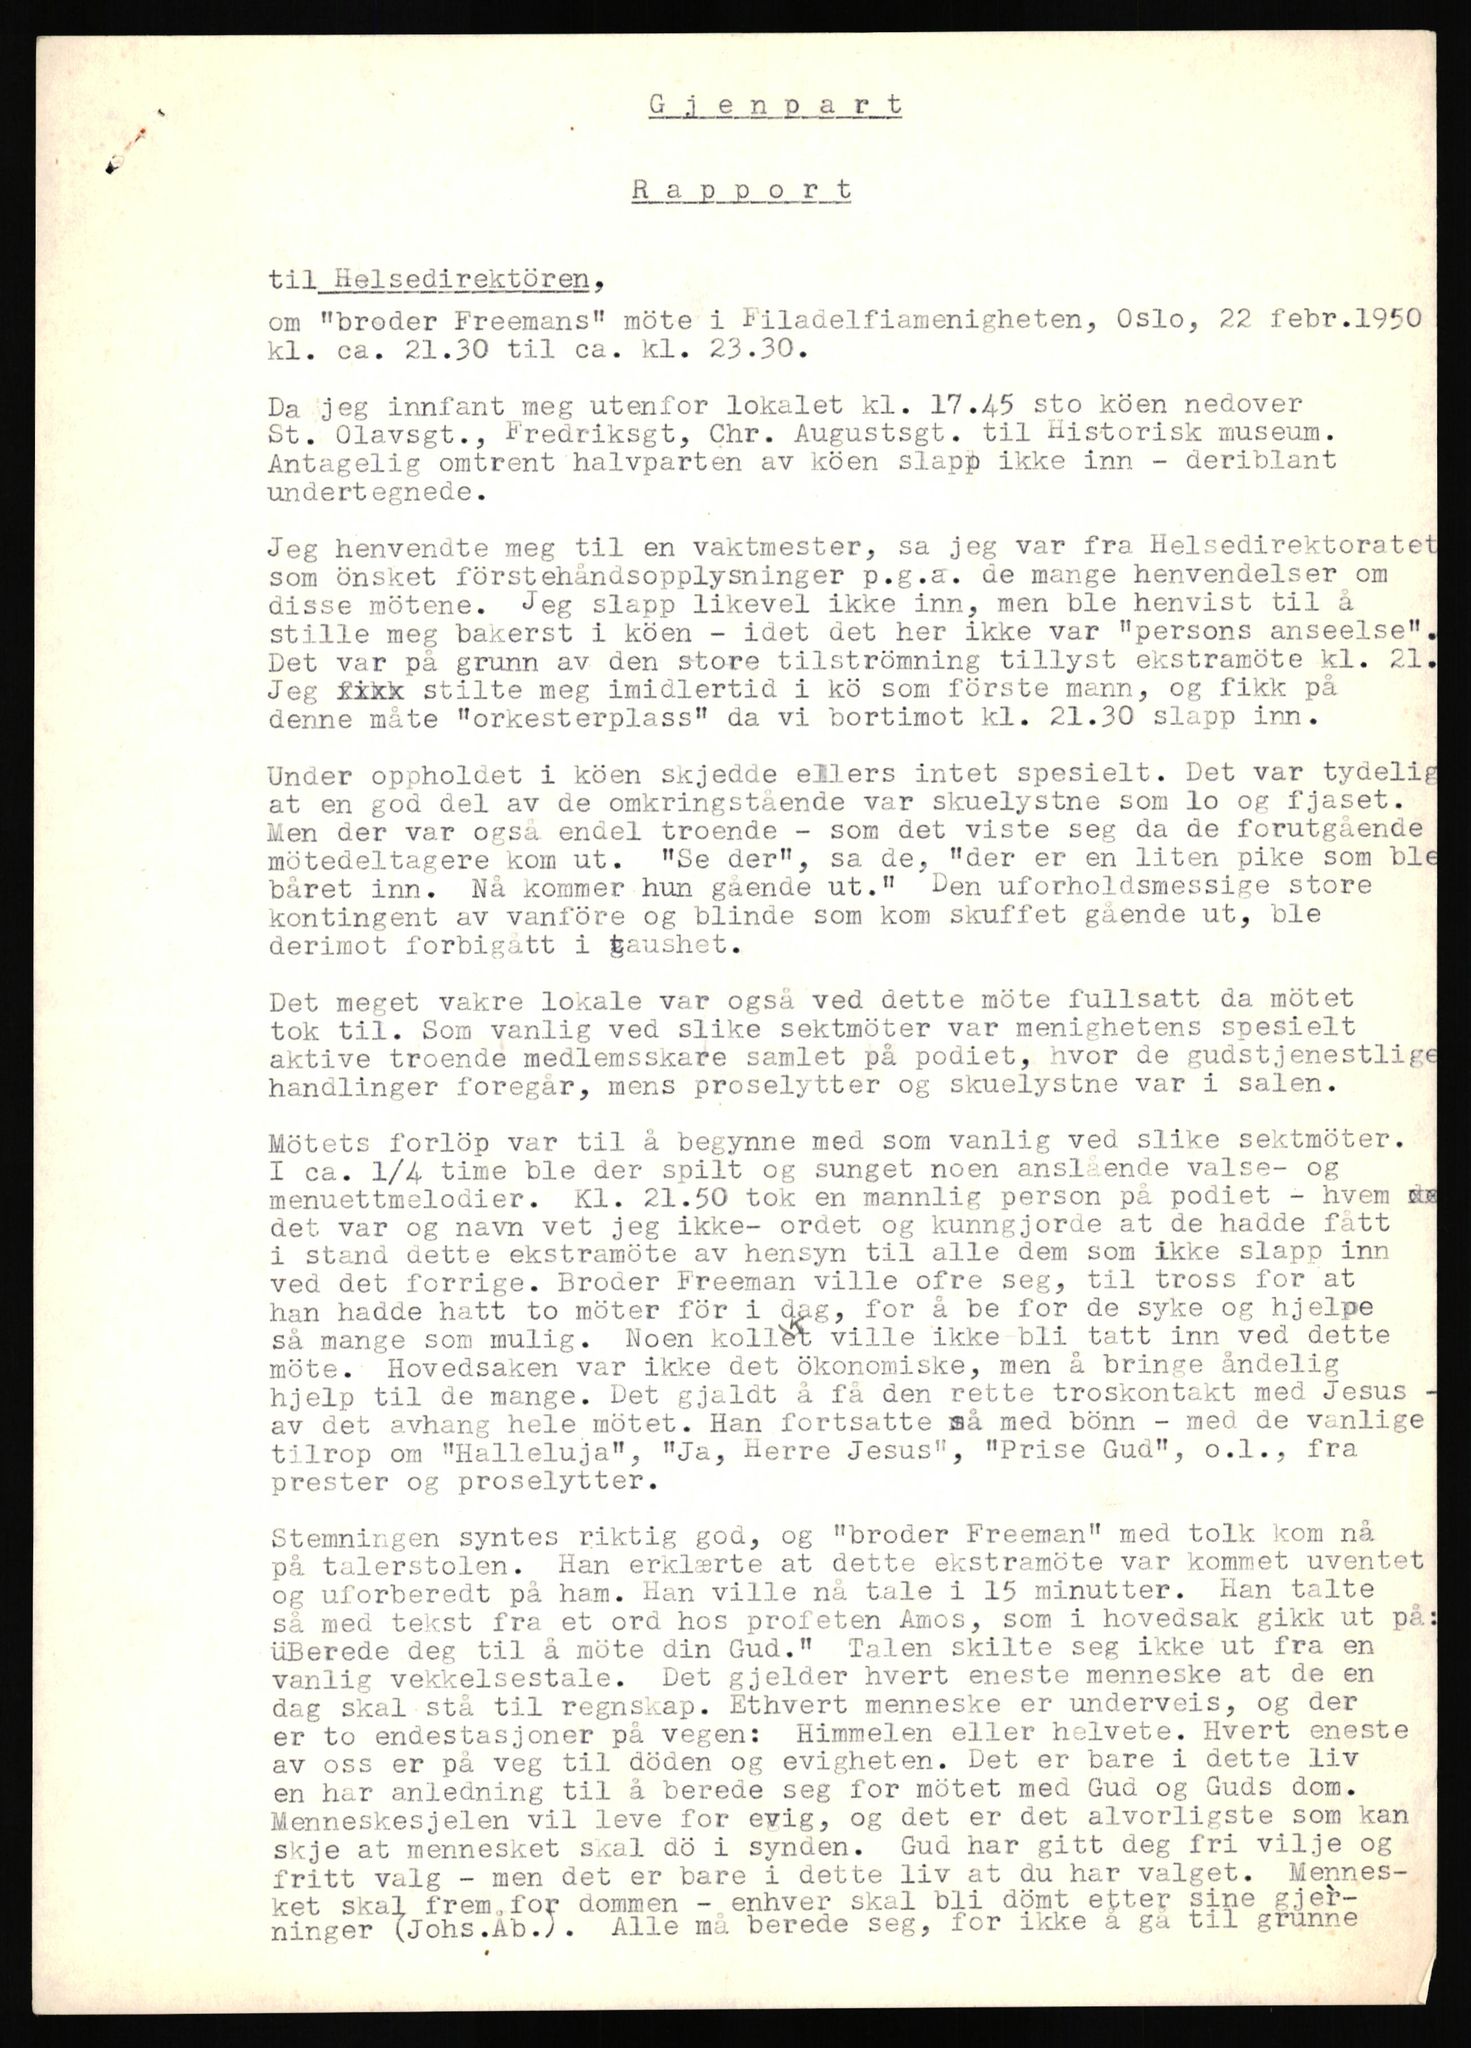 G j e n p a r t
R a p p o r t
til Helsedirektören,
om "broder Freemans" möte i Filadelfiamenigheten, Oslo, 22 febr.1950
kl. ca. 21.30 til ca. kl. 23.30.
Da jeg innfant meg utenfor lokalet kl. 17.45 sto köen nedover
St. Olavsgt., Fredriksgt, Chr. Augustsgt. til Historisk museum.
Antagelig omtrent halvparten av köen slapp ikke inn - deriblant
undertegnede.
Jeg henvendte meg til en vaktmester, sa jeg var fra Helsedirektoratet
som önsket förstehåndsopplysninger p.g.a. de mange henvendelser om
disse mötene. Jeg slapp likevel ikke inn, men ble henvist til å
stille meg bakerst i köen - idet det her ikke var "persons anseelse".
Det var på grunn av den store tilströmning tillyst ekstramöte kl. 21.
Jeg fikk stilte meg imidlertid i kö som förste mann, og fikk på
denne måte "orkesterplass" da vi bortimot kl. 21.30 slapp inn.
Under oppholdet i köen skjedde ellers intet spesielt. Det var tydelig
at en god del av de omkringstående var skuelystne som lo og fjaset.
Men der var også endel troende - som det viste seg da de forutgående
mötedeltagere kom ut. "Se der", sa de, "der er en liten pike som ble
båret inn. Nå kommer hun gående ut." Den uforholdsmessige store
kontingent av vanföre og blinde som kom skuffet gående ut, ble
derimot forbigått i taushet.
Det meget vakre lokale var også ved dette möte fullsatt da mötet
tok til. Som vanlig ved slike sektmöter var menighetens spesielt
aktive troende medlemsskare samlet på podiet, hvor de gudstjenestlige
handlinger foregår, mens proselytter og skuelystne var i salen.
Mötets forlöp var til å begynne med som vanlig ved slike sektmöter.
I ca. 1/4 time ble der spilt og sunget noen anslående valse- og
menuettmelodier. Kl. 21.50 tok en mannlig person på podiet - hvem
det var og navn vet jeg ikke- ordet og kunngjorde at de hadde fått
i stand dette ekstramöte av hensyn til alle dem som ikke slapp inn
ved det forrige. Broder Freeman ville ofre seg, til tross for at
han hadde hatt to möter för i dag, for å be for de syke og hjelpe
så mange som mulig. Noen kollekt ville ikke bli tatt inn ved dette
möte. Hovedsaken var ikke det ökonomiske, men å bringe åndelig
hjelp til de mange. Det gjaldt å få den rette troskontakt med Jesus -
av det avhang hele mötet. Han fortsatte så med bönn - med de vanlige
tilrop om "Halleluja", "Ja, Herre Jesus", "Prise Gud", o.l., fra
prester og proselytter.
Stemningen syntes riktig god, og "broder Freeman" med tolk kom nå
på talerstolen. Han erklærte at dette ekstramöte var kommet uventet
og uforberedt på ham. Han ville nå tale i 15 minutter. Han talte
så med tekst fra et ord hos profeten Amos, som i hovedsak gikk ut på:
üBerede deg til å möte din Gud." Talen skilte seg ikke ut fra en
vanlig vekkelsestale. Det gjelder hvert eneste menneske at de en
dag skal stå til regnskap. Ethvert menneske er underveis, og der
er to endestasjoner på vegen: Himmelen eller helvete. Hvert eneste
av oss er på veg til döden og evigheten. Det er bare i dette liv
en har anledning til å berede seg for mötet med Gud og Guds dom.
Menneskesjelen vil leve for evig, og det er det alvorligste som kan
skje at mennesket skal dö i synden. Gud har gitt deg fri vilje og
fritt valg - men det er bare i dette liv at du har valget. Mennes-
ket skal frem for dommen - enhver skal bli dömt etter sine gjer-
ninger (Johs.Åb.). Alle må berede seg, for ikke å gå til grunne